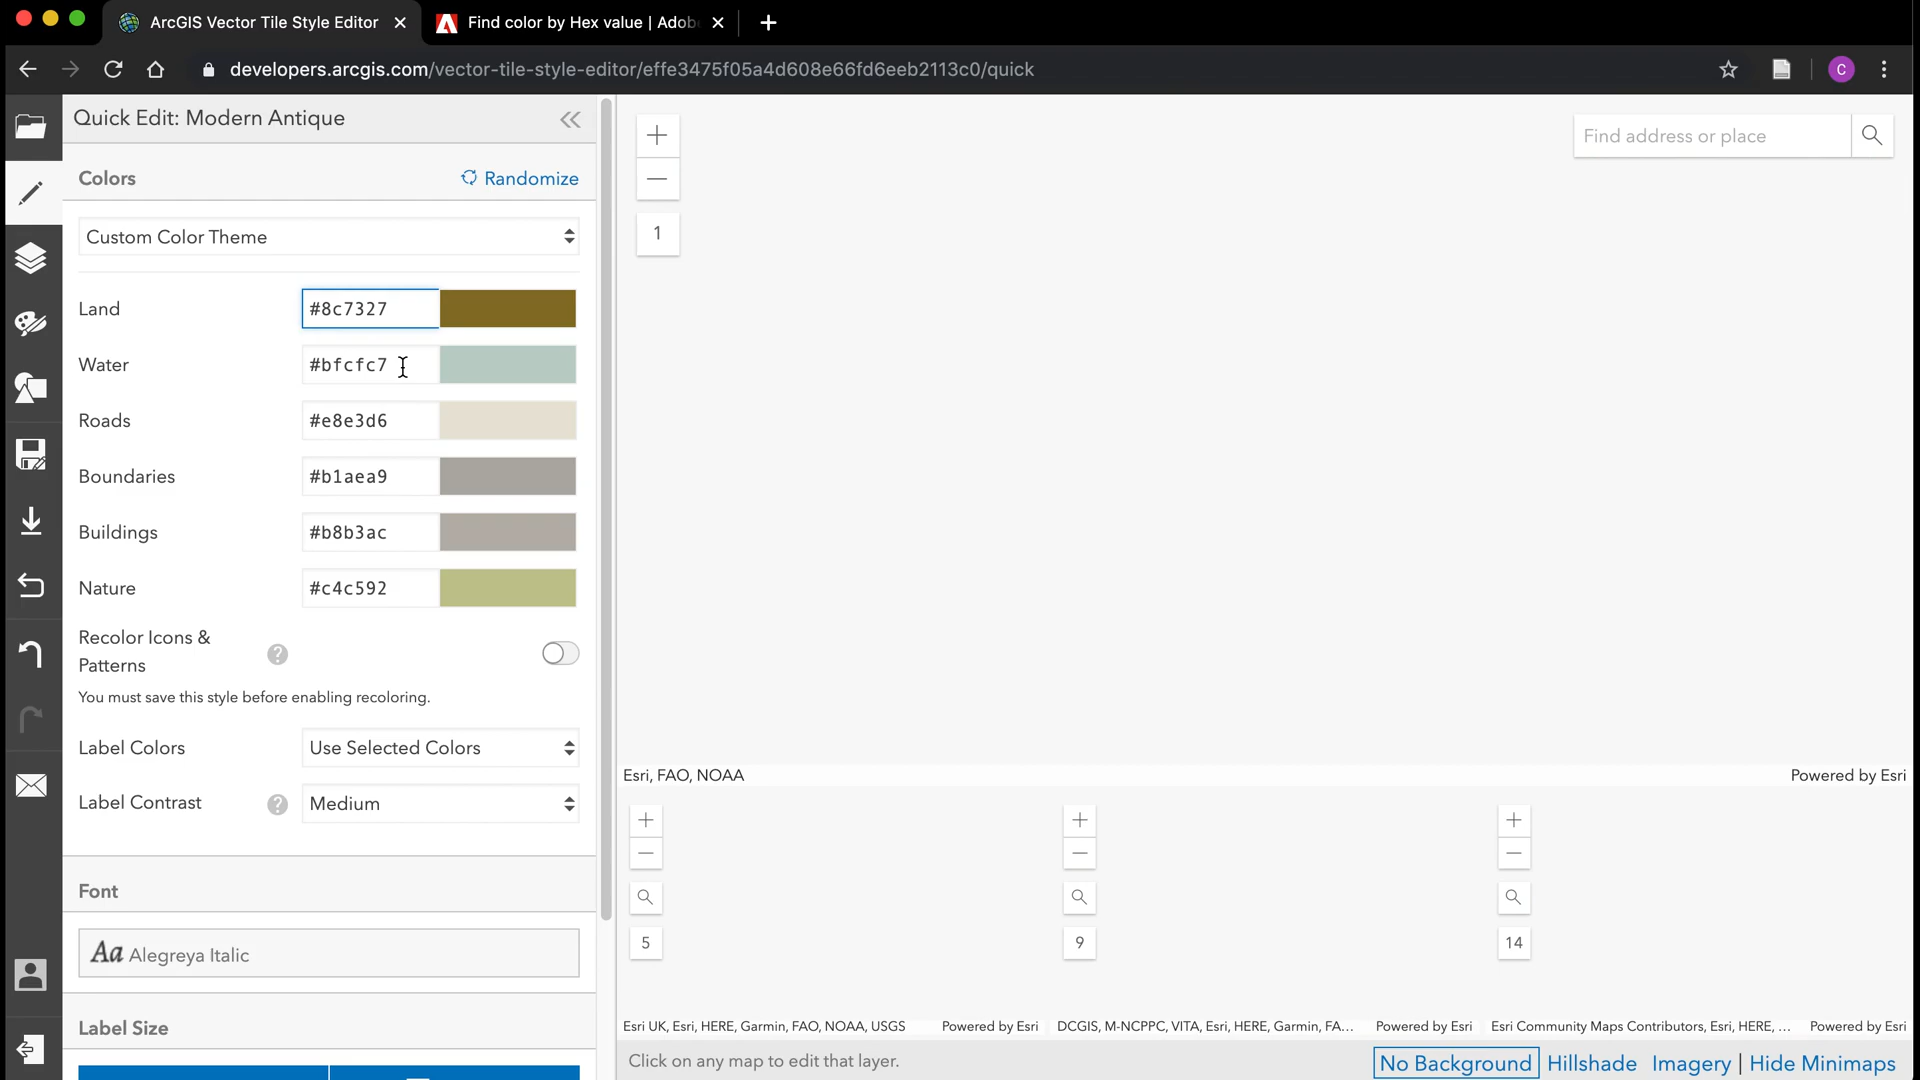 ArcGIS Vector Tile Style Editor
Find color by Hex value | Adob
developers.arcgis.com/vector-tile-style-editor/effe3475f05a4d608e66fd6eeb2113c0/quick
C
Quick Edit: Modern Antique
Colors
Randomize
Custom Color Theme
Land
#8c7327
Water
#bfcfc7
Roads
#e8e3d6
Boundaries
#b1aea9
Buildings
#b8b3ac
Nature
#c4c592
Recolor Icons &
Patterns
?
You must save this style before enabling recoloring.
Label Colors
Use Selected Colors
Label Contrast
?
Medium
Font
Aa Alegreya Italic
Label Size
1
Find address or place
Esri, FAO, NOAA
Powered by Esri
5
9
14
Esri UK, Esri, HERE, Garmin, FAO, NOAA, USGS
Powered by Esri
DCGIS, M-NCPPC, VITA, Esri, HERE, Garmin, FA...
Powered by Esri
Esri Community Maps Contributors, Esri, HERE, ...
Powered by Esri
Click on any map to edit that layer.
No Background Hillshade Imagery | Hide Minimaps